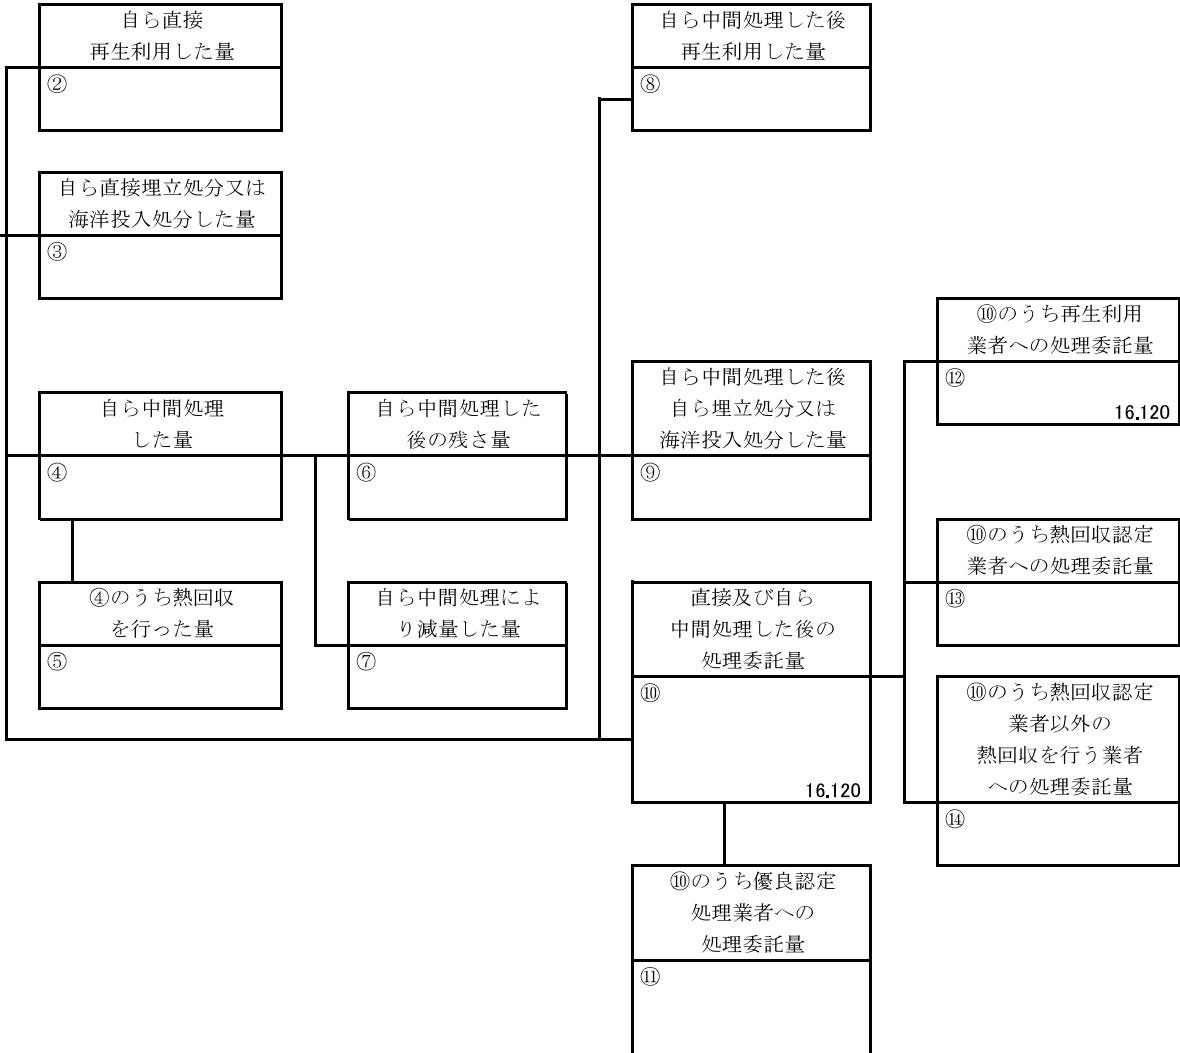 自ら直接
再生利用した量
②
自ら中間処理した後
再生利用した量
⑧
自ら直接埋立処分又は
海洋投入処分した量
③
⑩のうち再生利用
業者への処理委託量
⑫
16.120
自ら中間処理
した量
④
自ら中間処理した
後の残さ量
⑥
自ら中間処理した後
自ら埋立処分又は
海洋投入処分した量
⑨
⑩のうち熱回収認定
業者への処理委託量
⑬
④のうち熱回収
を行った量
⑤
自ら中間処理によ
り減量した量
⑦
直接及び自ら
中間処理した後の
処理委託量
⑩
16.120
⑩のうち熱回収認定
業者以外の
熱回収を行う業者
への処理委託量
⑭
⑩のうち優良認定
処理業者への
処理委託量
⑪